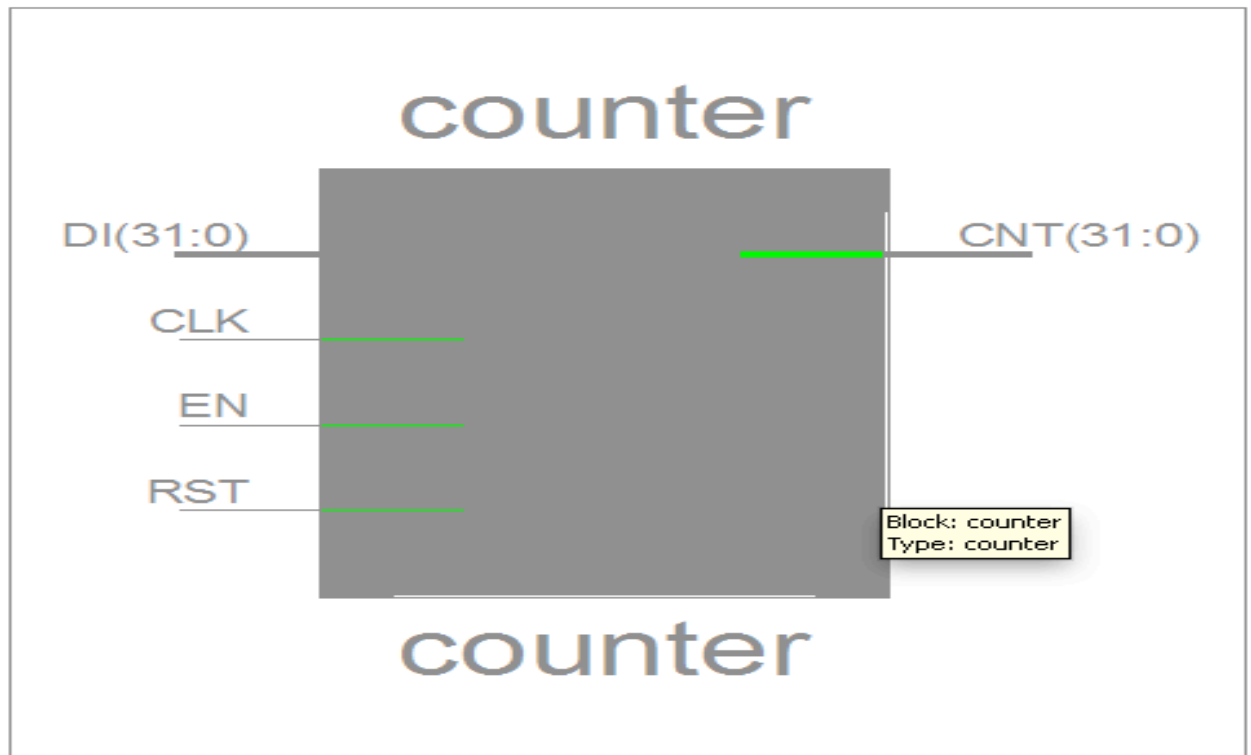 counter
DI(31:0)
CNT(31:0)
CLK
EN
RST
Block: counter
Type: counter
counter